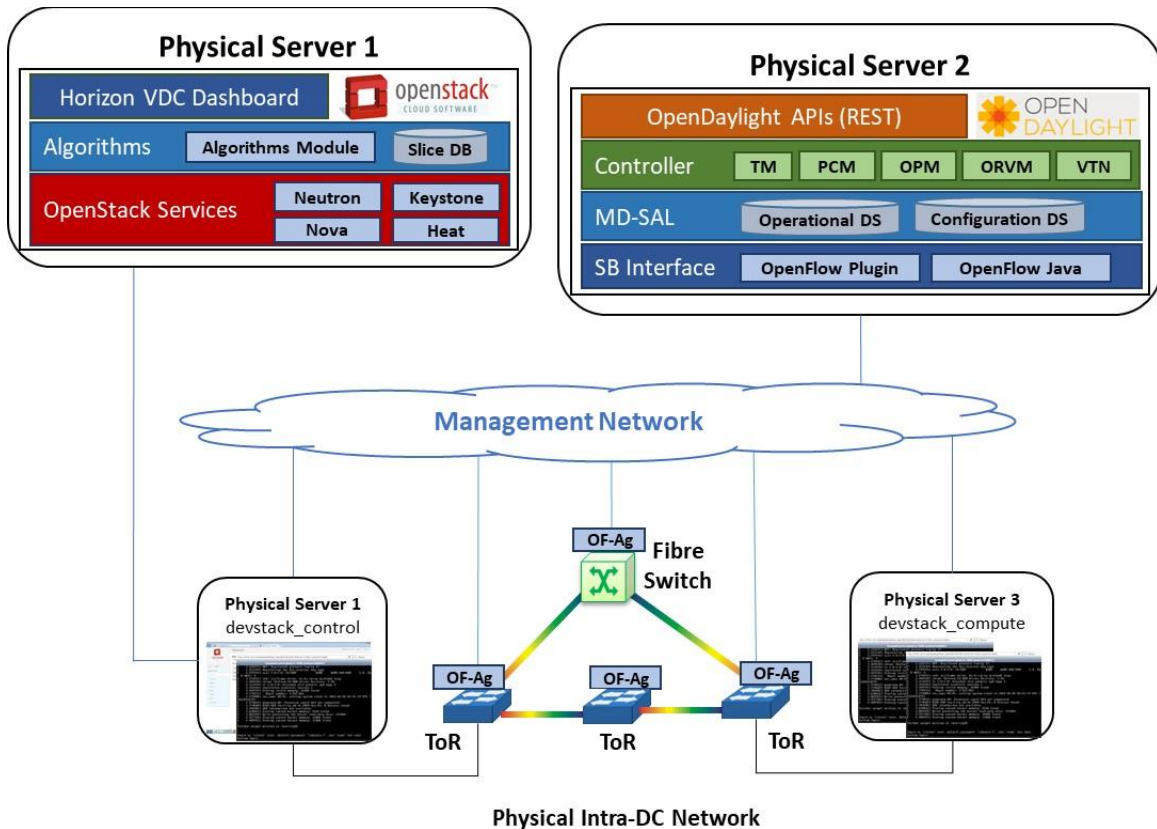 Physical Server 1
Horizon VDC Dashboard
openstack
CLOUD SOFTWARE
Algorithms
Algorithms Module
Slice DB
OpenStack Services
Neutron
Keystone
Nova
Heat
Physical Server 2
OpenDaylight APIs (REST)
OPEN
DAYLIGHT
Controller
TM
PCM
OPM
ORVM
VTN
MD-SAL
Operational DS
Configuration DS
SB Interface
OpenFlow Plugin
OpenFlow Java
Management Network
OF-Ag
Fibre
Switch
Physical Server 1
devstack_control
Physical Server 3
devstack_compute
OF-Ag
OF-Ag
OF-Ag
ToR
ToR
ToR
Physical Intra-DC Network